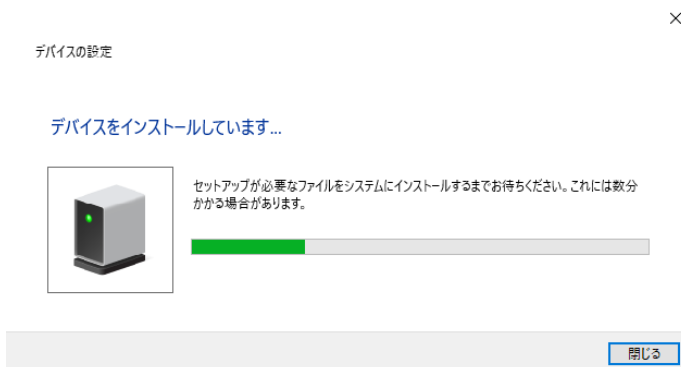 デバイスの設定
デバイスをインストールしています...
セットアップが必要なファイルをシステムにインストールするまでお待ちください。これには数分
かかる場合があります。
閉じる